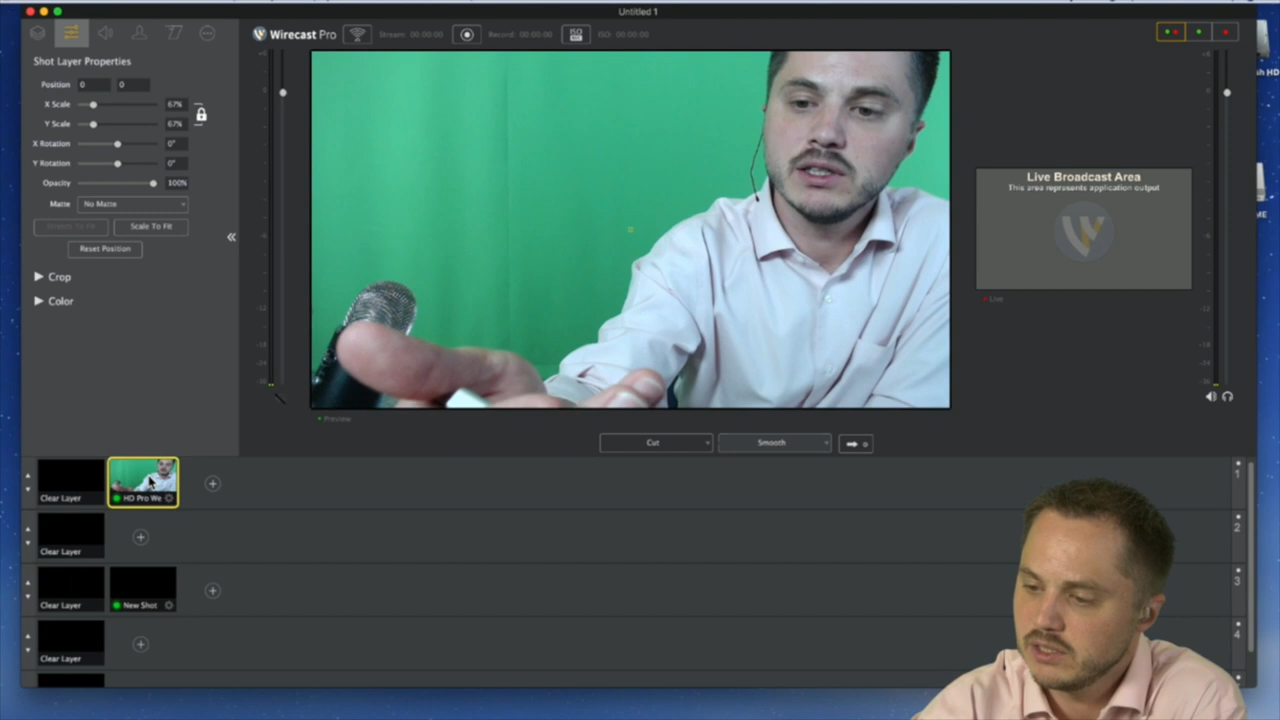 Untitled 1
Wirecast Pro
Stream: 00:00:00
Record: 00:00:00
ISO: 00:00:00
Shot Layer Properties
Position 0 0
X Scale 67%
Y Scale 67%
X Rotation 0°
Y Rotation 0°
Opacity 100%
Matte No Matte
Scale To Fit
Reset Position
Crop
Color
Preview
Live Broadcast Area
This area represents application output
Live
Cut
Smooth
Clear Layer
HD Pro We
1
Clear Layer
2
Clear Layer
New Shot
3
Clear Layer
4